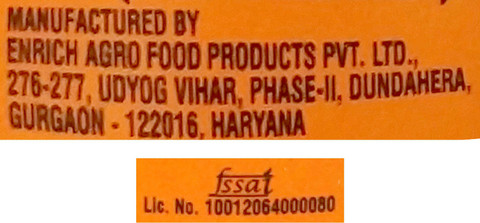 MANUFACTURED BY
ENRICH AGRO FOOD PRODUCTS PVT. LTD.,
276-277, UDYOG VIHAR, PHASE-II, DUNDAHERA,
GURGAON - 122016, HARYANA
fssai
Lic. No. 10012064000080